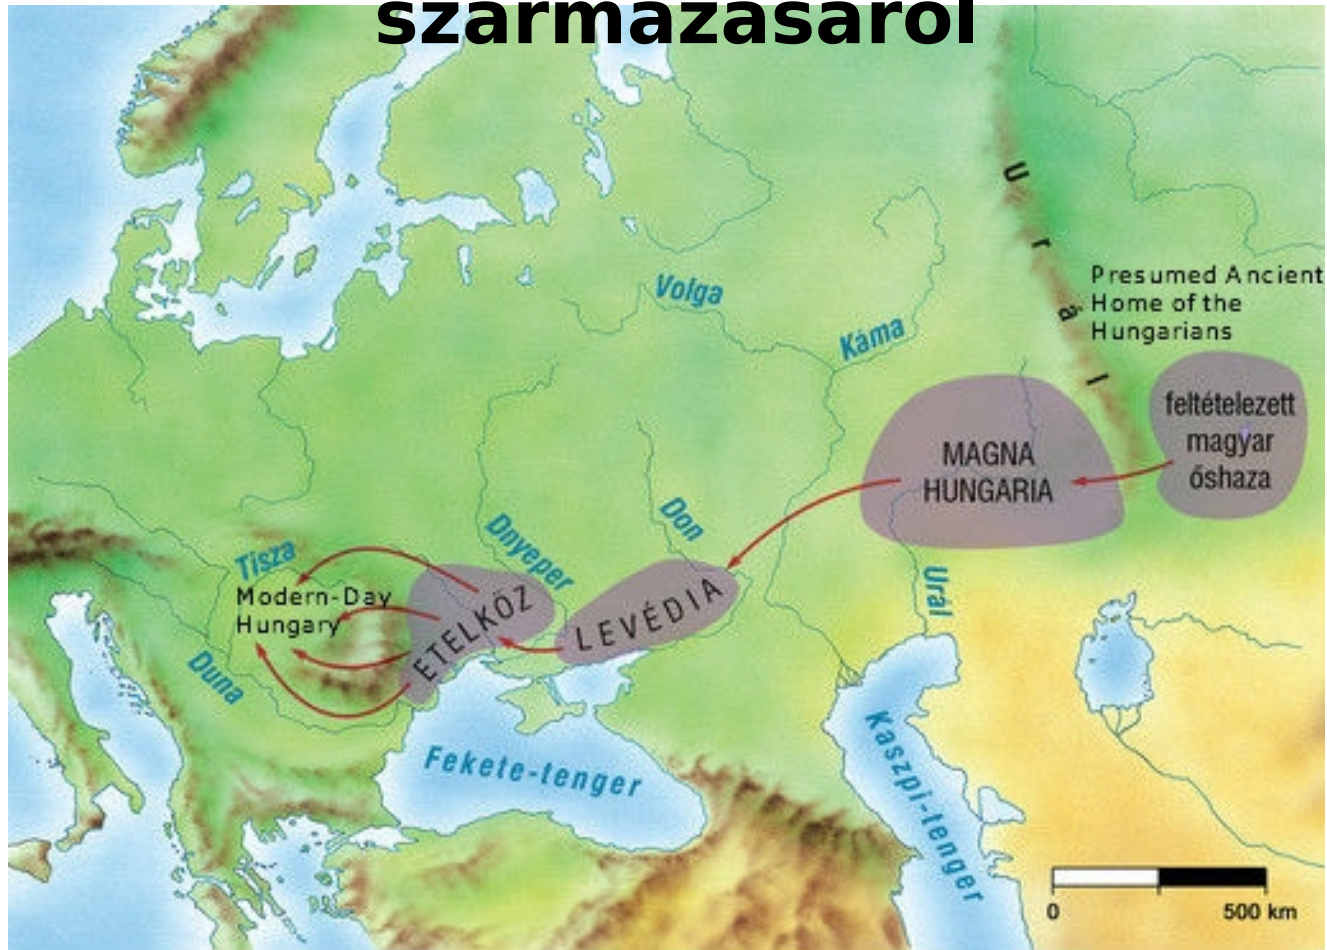 származásáról
U r á l
Presumed Ancient
Home of the
Hungarians
Volga
Káma
feltételezett
magyar
őshaza
MAGNA
HUNGARIA
Don
Dnyeper
Tisza
Modern-Day
Hungary
ETELKÖZ
LEVÉDIA
Urál
Duna
Fekete-tenger
Kaszpi-tenger
0 500 km